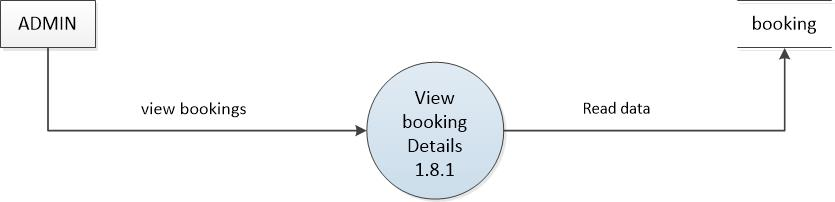 ADMIN
booking
view bookings
View
booking
Details
1.8.1
Read data